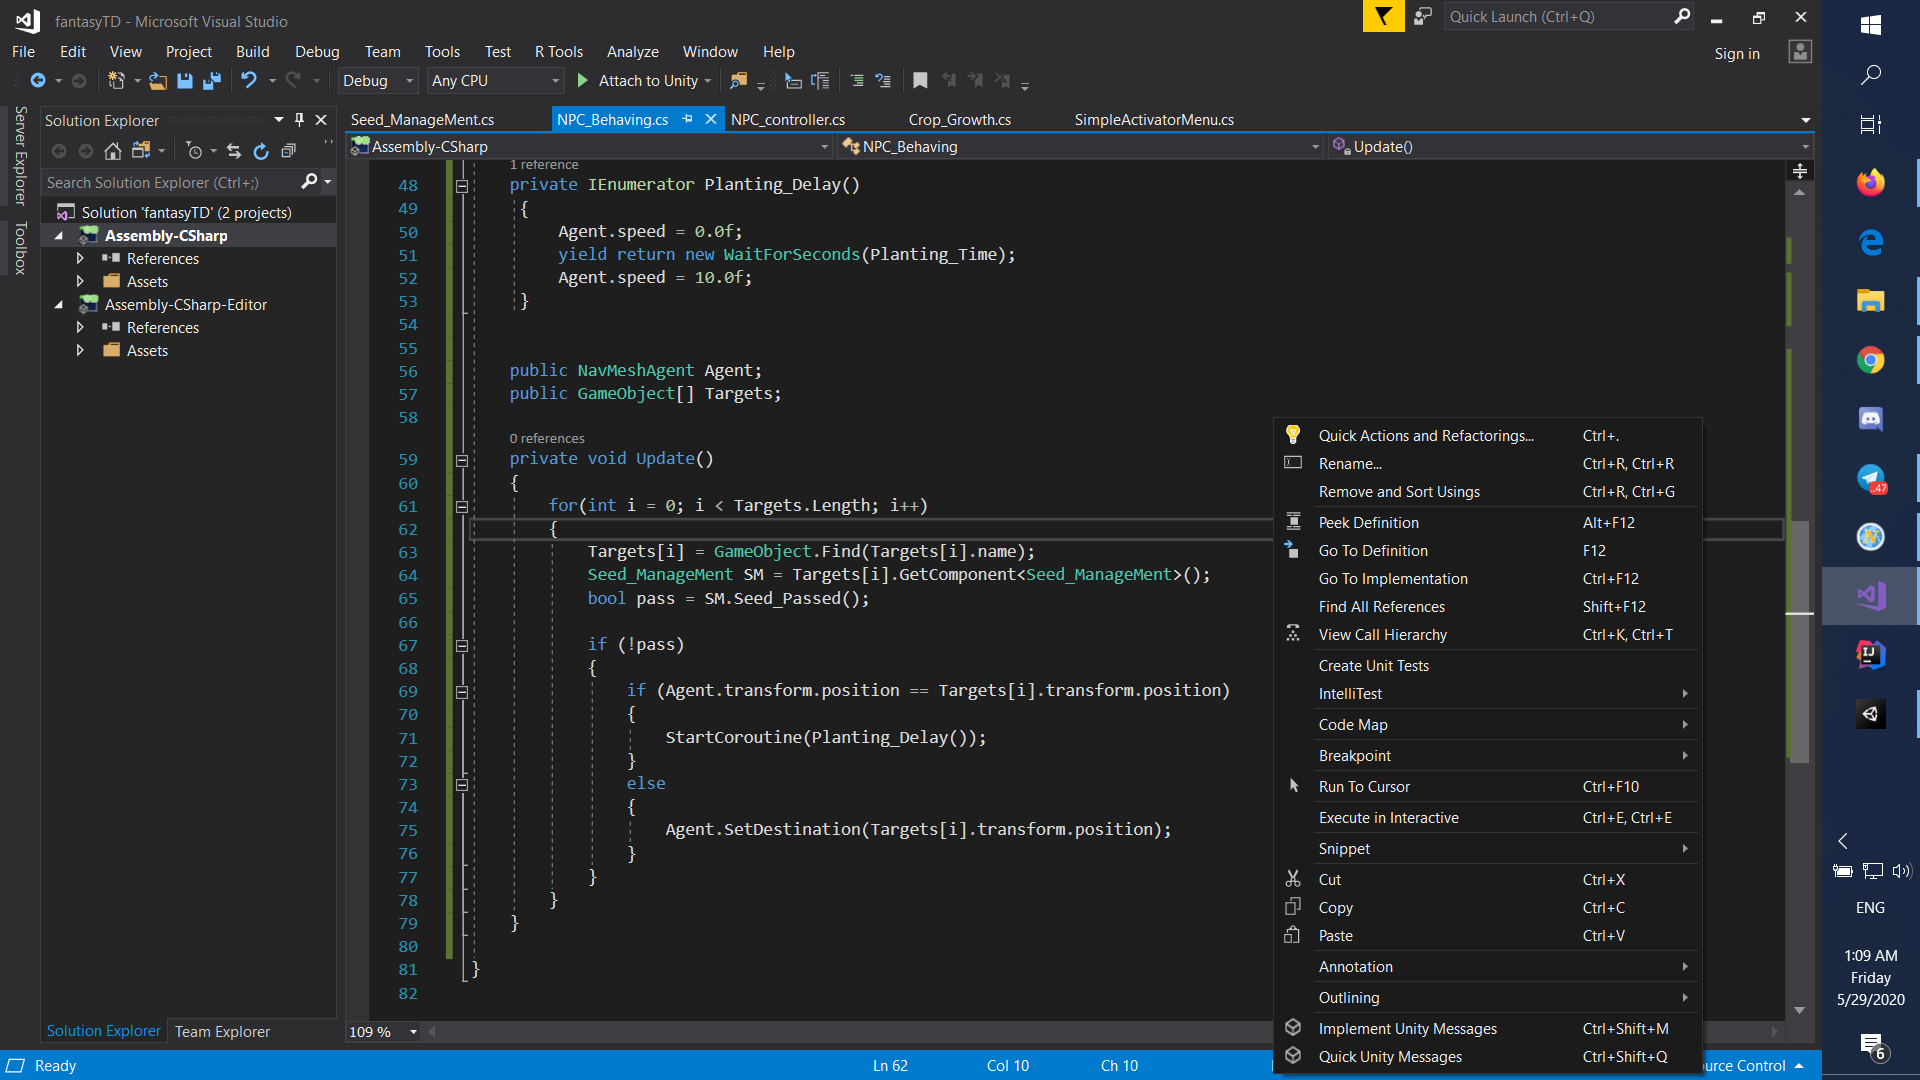 fantasyTD - Microsoft Visual Studio
Quick Launch (Ctrl+Q)
File Edit View Project Build Debug Team Tools Test R Tools Analyze Window Help
Sign in
Debug Any CPU Attach to Unity
Server Explorer
Toolbox
Solution Explorer
Search Solution Explorer (Ctrl+;)
Solution 'fantasyTD' (2 projects)
Assembly-CSharp
References
Assets
Assembly-CSharp-Editor
References
Assets
Solution Explorer Team Explorer
Seed_ManageMent.cs NPC_Behaving.cs NPC_controller.cs Crop_Growth.cs SimpleActivatorMenu.cs
Assembly-CSharp NPC_Behaving Update()
1 reference
48 private IEnumerator Planting_Delay()
49 {
50 Agent.speed = 0.0f;
51 yield return new WaitForSeconds(Planting_Time);
52 Agent.speed = 10.0f;
53 }
54
55
56 public NavMeshAgent Agent;
57 public GameObject[] Targets;
58
0 references
59 private void Update()
60 {
61 for(int i = 0; i < Targets.Length; i++)
62 {
63 Targets[i] = GameObject.Find(Targets[i].name);
64 Seed_ManageMent SM = Targets[i].GetComponent<Seed_ManageMent>();
65 bool pass = SM.Seed_Passed();
66
67 if (!pass)
68 {
69 if (Agent.transform.position == Targets[i].transform.position)
70 {
71 StartCoroutine(Planting_Delay());
72 }
73 else
74 {
75 Agent.SetDestination(Targets[i].transform.position);
76 }
77 }
78 }
79 }
80
81 }
82
109 %
Quick Actions and Refactorings... Ctrl+.
Rename... Ctrl+R, Ctrl+R
Remove and Sort Usings Ctrl+R, Ctrl+G
Peek Definition Alt+F12
Go To Definition F12
Go To Implementation Ctrl+F12
Find All References Shift+F12
View Call Hierarchy Ctrl+K, Ctrl+T
Create Unit Tests
IntelliTest
Code Map
Breakpoint
Run To Cursor Ctrl+F10
Execute in Interactive Ctrl+E, Ctrl+E
Snippet
Cut Ctrl+X
Copy Ctrl+C
Paste Ctrl+V
Annotation
Outlining
Implement Unity Messages Ctrl+Shift+M
Quick Unity Messages Ctrl+Shift+Q
Ready Ln 62 Col 10 Ch 10 Control
47
IJ
ENG
1:09 AM
Friday
5/29/2020
6